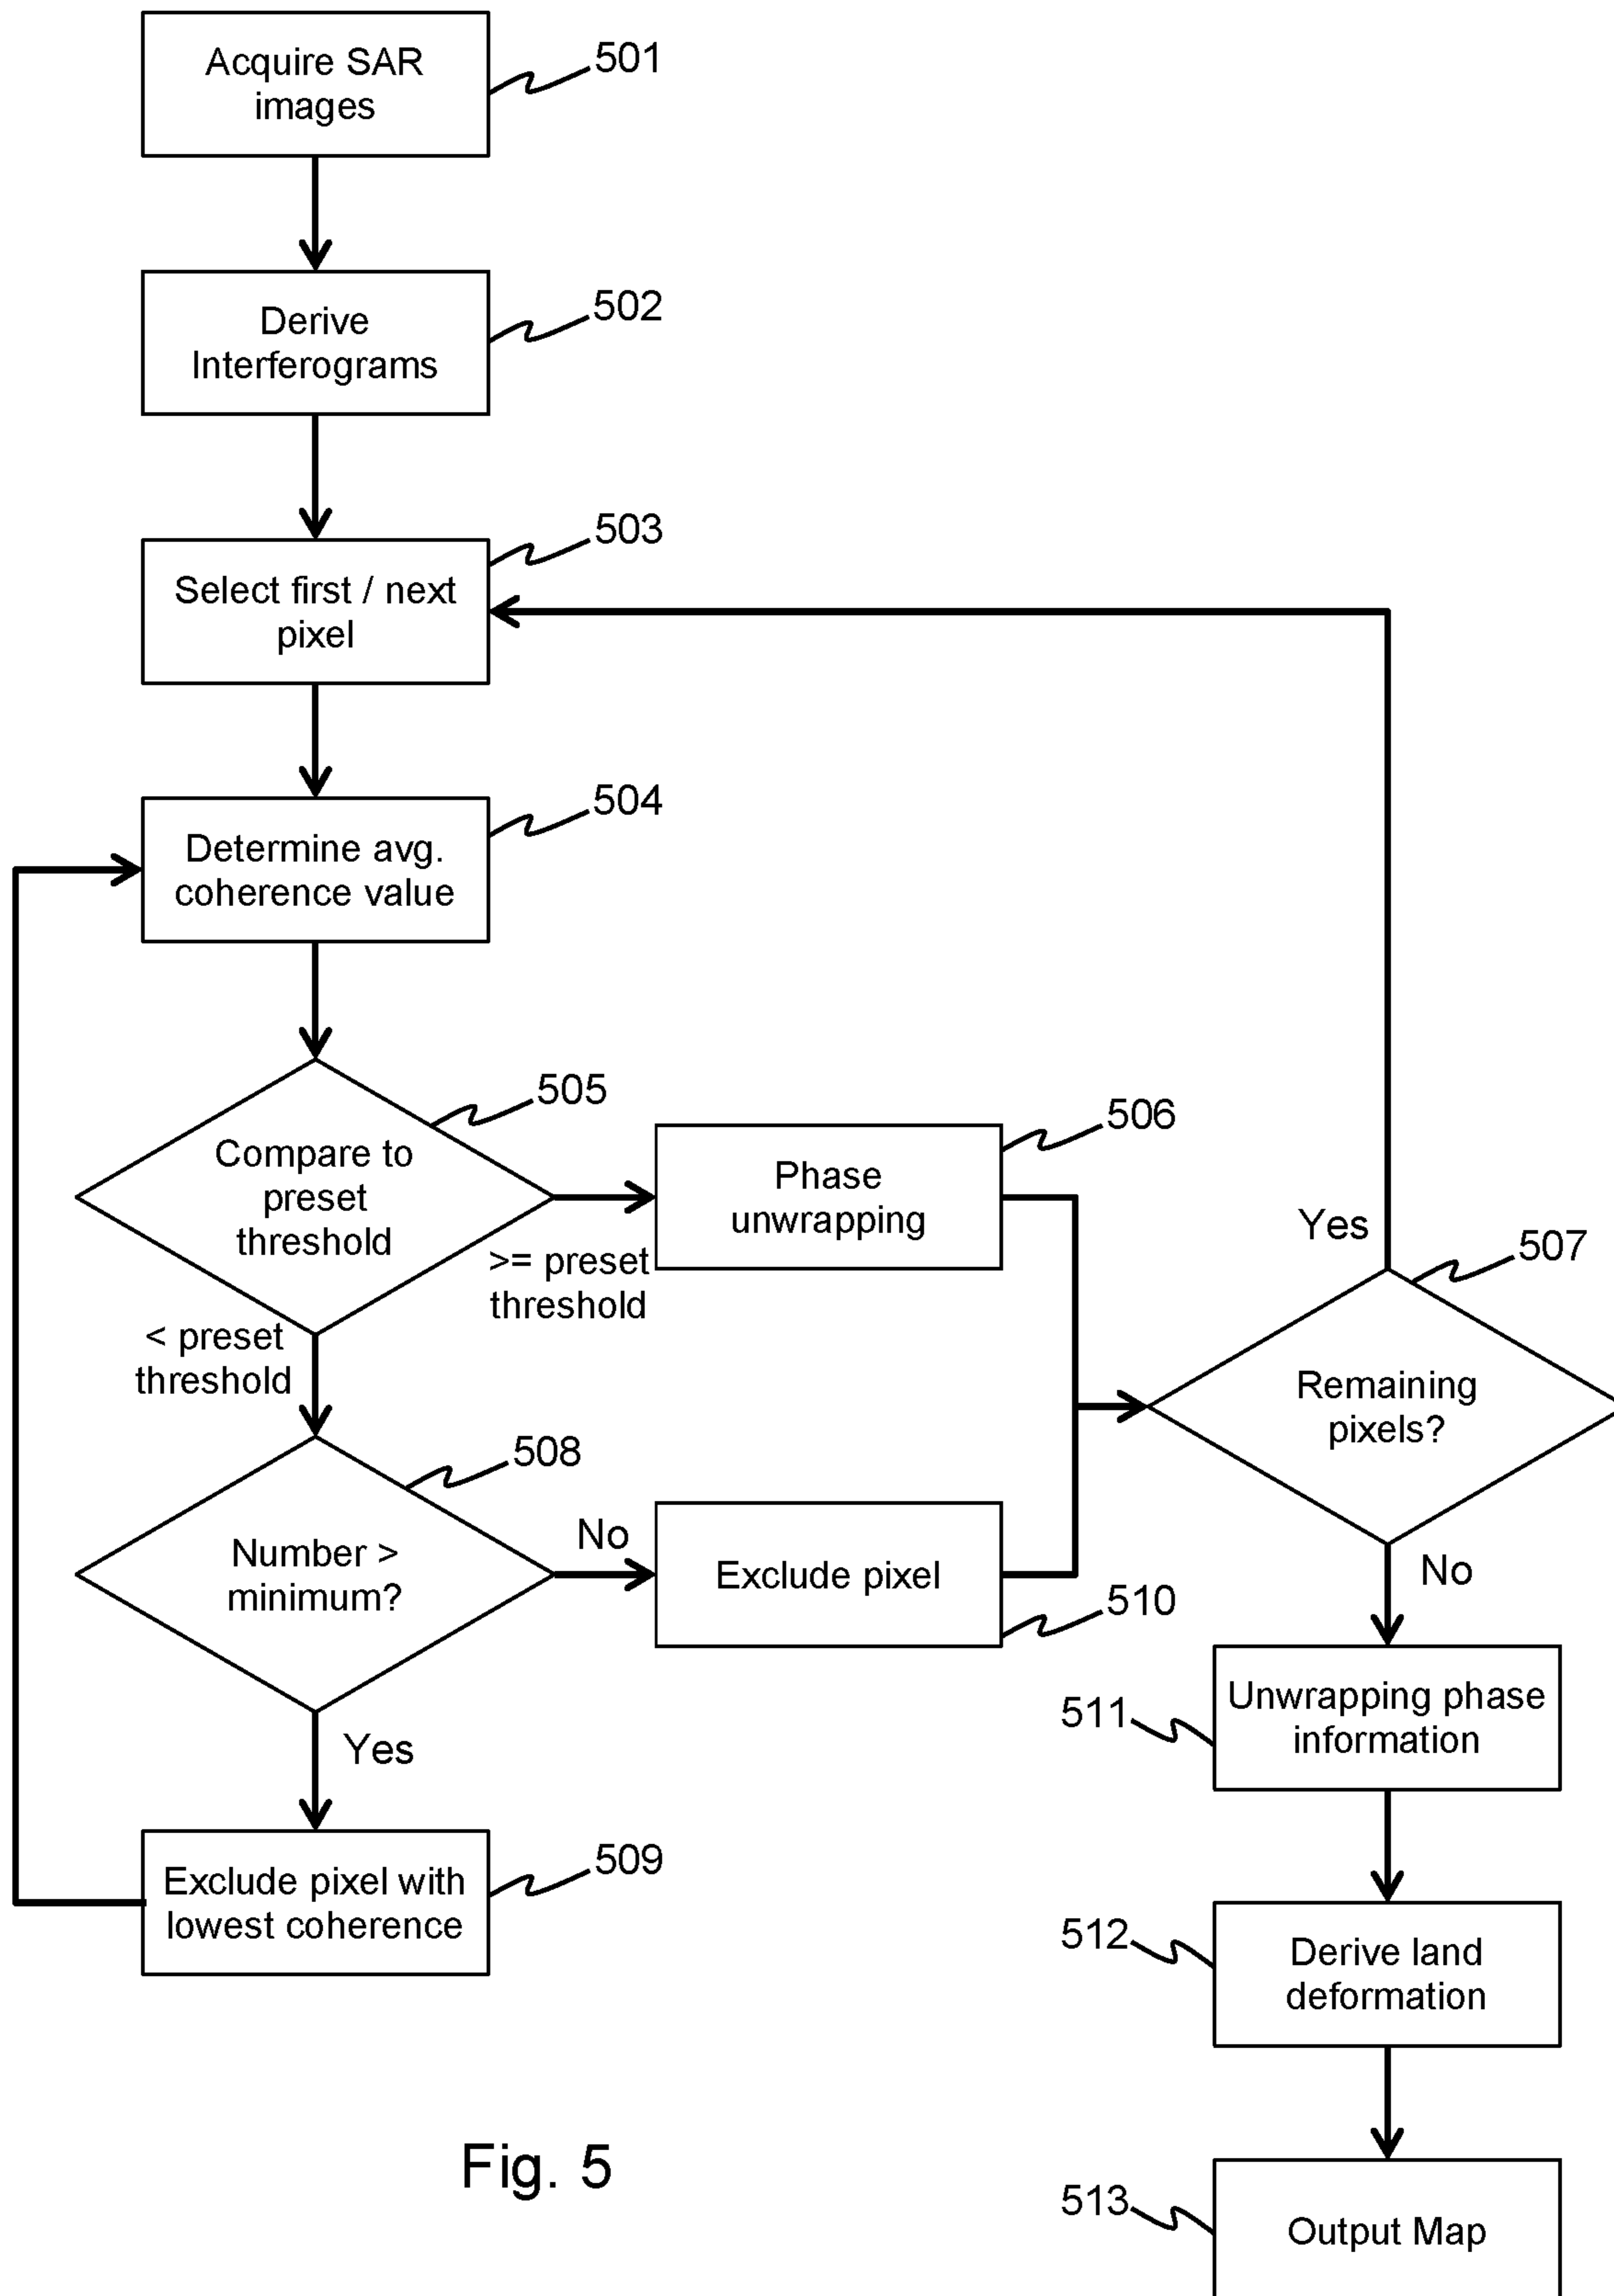 Acquire SAR
images
501
Derive
Interferograms
502
Select first / next
pixel
503
Determine avg.
coherence value
504
Compare to
preset
threshold
505
>= preset
threshold
< preset
threshold
Phase
unwrapping
506
Yes
507
Remaining
pixels?
No
Number >
minimum?
508
No
Exclude pixel
510
Yes
Exclude pixel with
lowest coherence
509
511
Unwrapping phase
information
512
Derive land
deformation
513
Output Map
Fig. 5